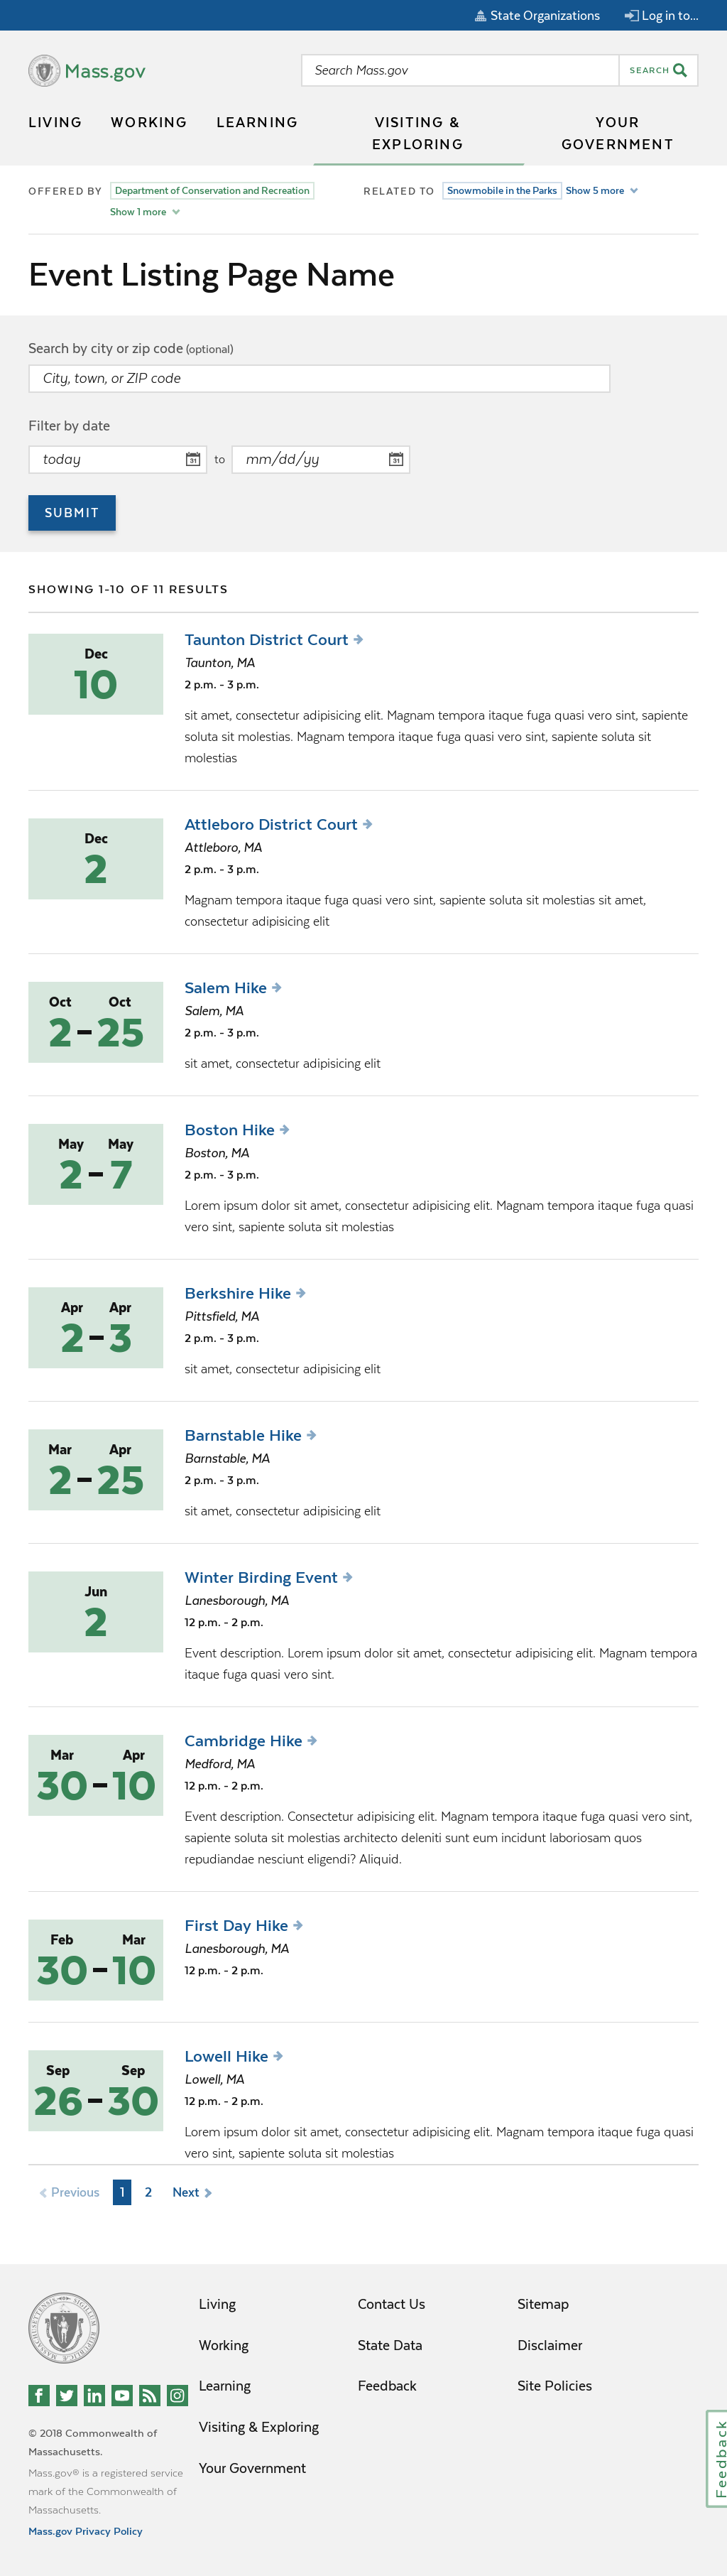 State Organizations
Log in to...
Mass.gov
Search Mass.gov
SEARCH
LIVING
WORKING
LEARNING
VISITING &
EXPLORING
YOUR
GOVERNMENT
OFFERED BY
Department of Conservation and Recreation
Show 1 more
RELATED TO
Snowmobile in the Parks
Show 5 more
Event Listing Page Name
Search by city or zip code (optional)
City, town, or ZIP code
Filter by date
today
31
to
mm/dd/yy
31
SUBMIT
SHOWING 1-10 OF 11 RESULTS
Dec
10
Taunton District Court
Taunton, MA
2 p.m. - 3 p.m.
sit amet, consectetur adipisicing elit. Magnam tempora itaque fuga quasi vero sint, sapiente
soluta sit molestias. Magnam tempora itaque fuga quasi vero sint, sapiente soluta sit
molestias
Dec
2
Attleboro District Court
Attleboro, MA
2 p.m. - 3 p.m.
Magnam tempora itaque fuga quasi vero sint, sapiente soluta sit molestias sit amet,
consectetur adipisicing elit
Oct Oct
2 – 25
Salem Hike
Salem, MA
2 p.m. - 3 p.m.
sit amet, consectetur adipisicing elit
May May
2 – 7
Boston Hike
Boston, MA
2 p.m. - 3 p.m.
Lorem ipsum dolor sit amet, consectetur adipisicing elit. Magnam tempora itaque fuga quasi
vero sint, sapiente soluta sit molestias
Apr Apr
2 – 3
Berkshire Hike
Pittsfield, MA
2 p.m. - 3 p.m.
sit amet, consectetur adipisicing elit
Mar Apr
2 – 25
Barnstable Hike
Barnstable, MA
2 p.m. - 3 p.m.
sit amet, consectetur adipisicing elit
Jun
2
Winter Birding Event
Lanesborough, MA
12 p.m. - 2 p.m.
Event description. Lorem ipsum dolor sit amet, consectetur adipisicing elit. Magnam tempora
itaque fuga quasi vero sint.
Mar Apr
30 – 10
Cambridge Hike
Medford, MA
12 p.m. - 2 p.m.
Event description. Consectetur adipisicing elit. Magnam tempora itaque fuga quasi vero sint,
sapiente soluta sit molestias architecto deleniti sunt eum incidunt laboriosam quos
repudiandae nesciunt eligendi? Aliquid.
Feb Mar
30 – 10
First Day Hike
Lanesborough, MA
12 p.m. - 2 p.m.
Sep Sep
26 – 30
Lowell Hike
Lowell, MA
12 p.m. - 2 p.m.
Lorem ipsum dolor sit amet, consectetur adipisicing elit. Magnam tempora itaque fuga quasi
vero sint, sapiente soluta sit molestias
Previous 1 2 Next
Living
Working
Learning
Visiting & Exploring
Your Government
Contact Us
State Data
Feedback
Sitemap
Disclaimer
Site Policies
© 2018 Commonwealth of
Massachusetts.
Mass.gov® is a registered service
mark of the Commonwealth of
Massachusetts.
Mass.gov Privacy Policy
Feedback